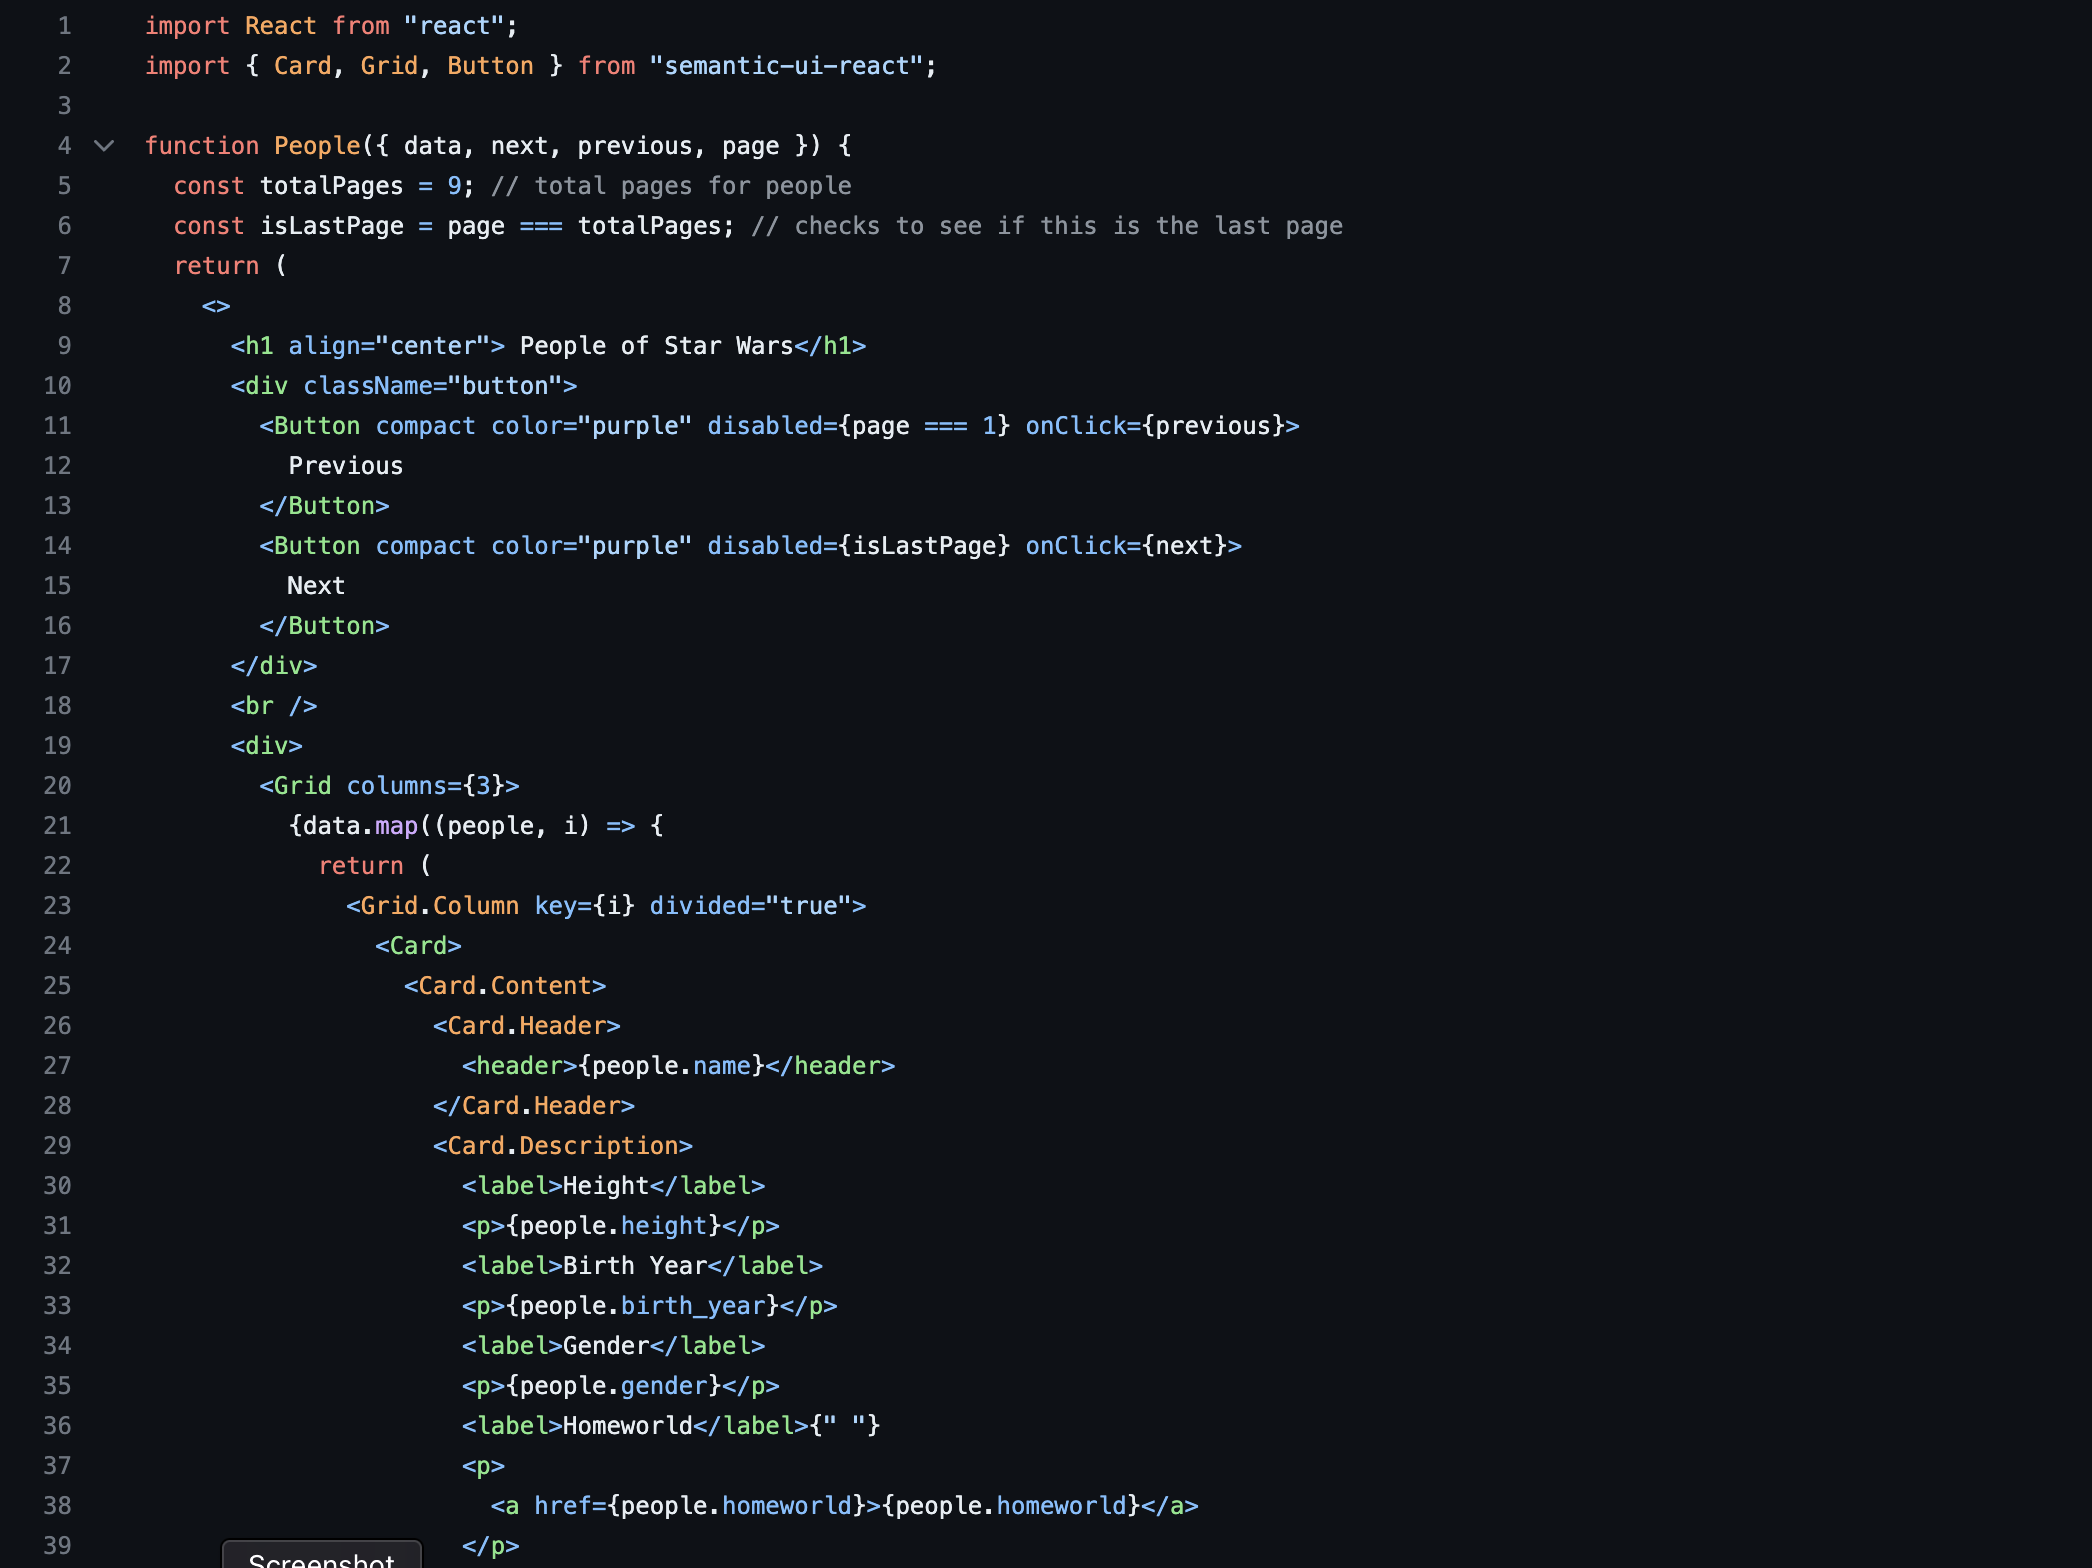 1 import React from "react";
2 import { Card, Grid, Button } from "semantic-ui-react";
3
4 function People({ data, next, previous, page }) {
5 const totalPages = 9; // total pages for people
6 const isLastPage = page === totalPages; // checks to see if this is the last page
7 return (
8 <>
9 <h1 align="center"> People of Star Wars</h1>
10 <div className="button">
11 <Button compact color="purple" disabled={page === 1} onClick={previous}>
12 Previous
13 </Button>
14 <Button compact color="purple" disabled={isLastPage} onClick={next}>
15 Next
16 </Button>
17 </div>
18 <br />
19 <div>
20 <Grid columns={3}>
21 {data.map((people, i) => {
22 return (
23 <Grid.Column key={i} divided="true">
24 <Card>
25 <Card.Content>
26 <Card.Header>
27 <header>{people.name}</header>
28 </Card.Header>
29 <Card.Description>
30 <label>Height</label>
31 <p>{people.height}</p>
32 <label>Birth Year</label>
33 <p>{people.birth_year}</p>
34 <label>Gender</label>
35 <p>{people.gender}</p>
36 <label>Homeworld</label>{" "}
37 <p>
38 <a href={people.homeworld}>{people.homeworld}</a>
39 </p>
Screenshot